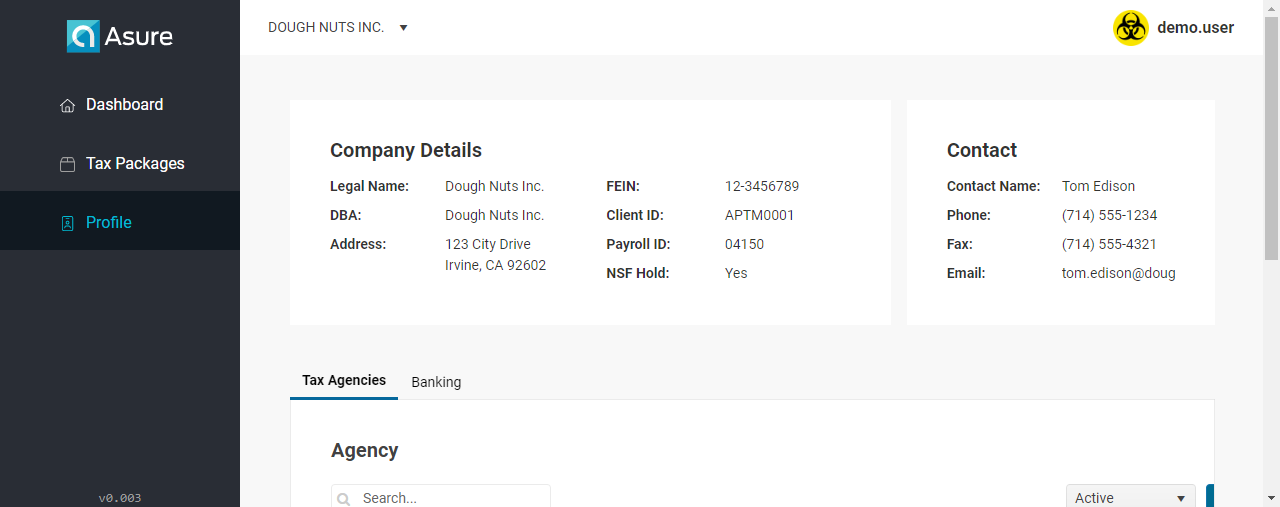 Asure
DOUGH NUTS INC.
demo.user
Dashboard
Tax Packages
Profile
v0.003
Company Details
Legal Name: Dough Nuts Inc.
DBA: Dough Nuts Inc.
Address: 123 City Drive
Irvine, CA 92602
FEIN: 12-3456789
Client ID: APTM0001
Payroll ID: 04150
NSF Hold: Yes
Contact
Contact Name: Tom Edison
Phone: (714) 555-1234
Fax: (714) 555-4321
Email: tom.edison@doug
Tax Agencies Banking
Agency
Search... Active